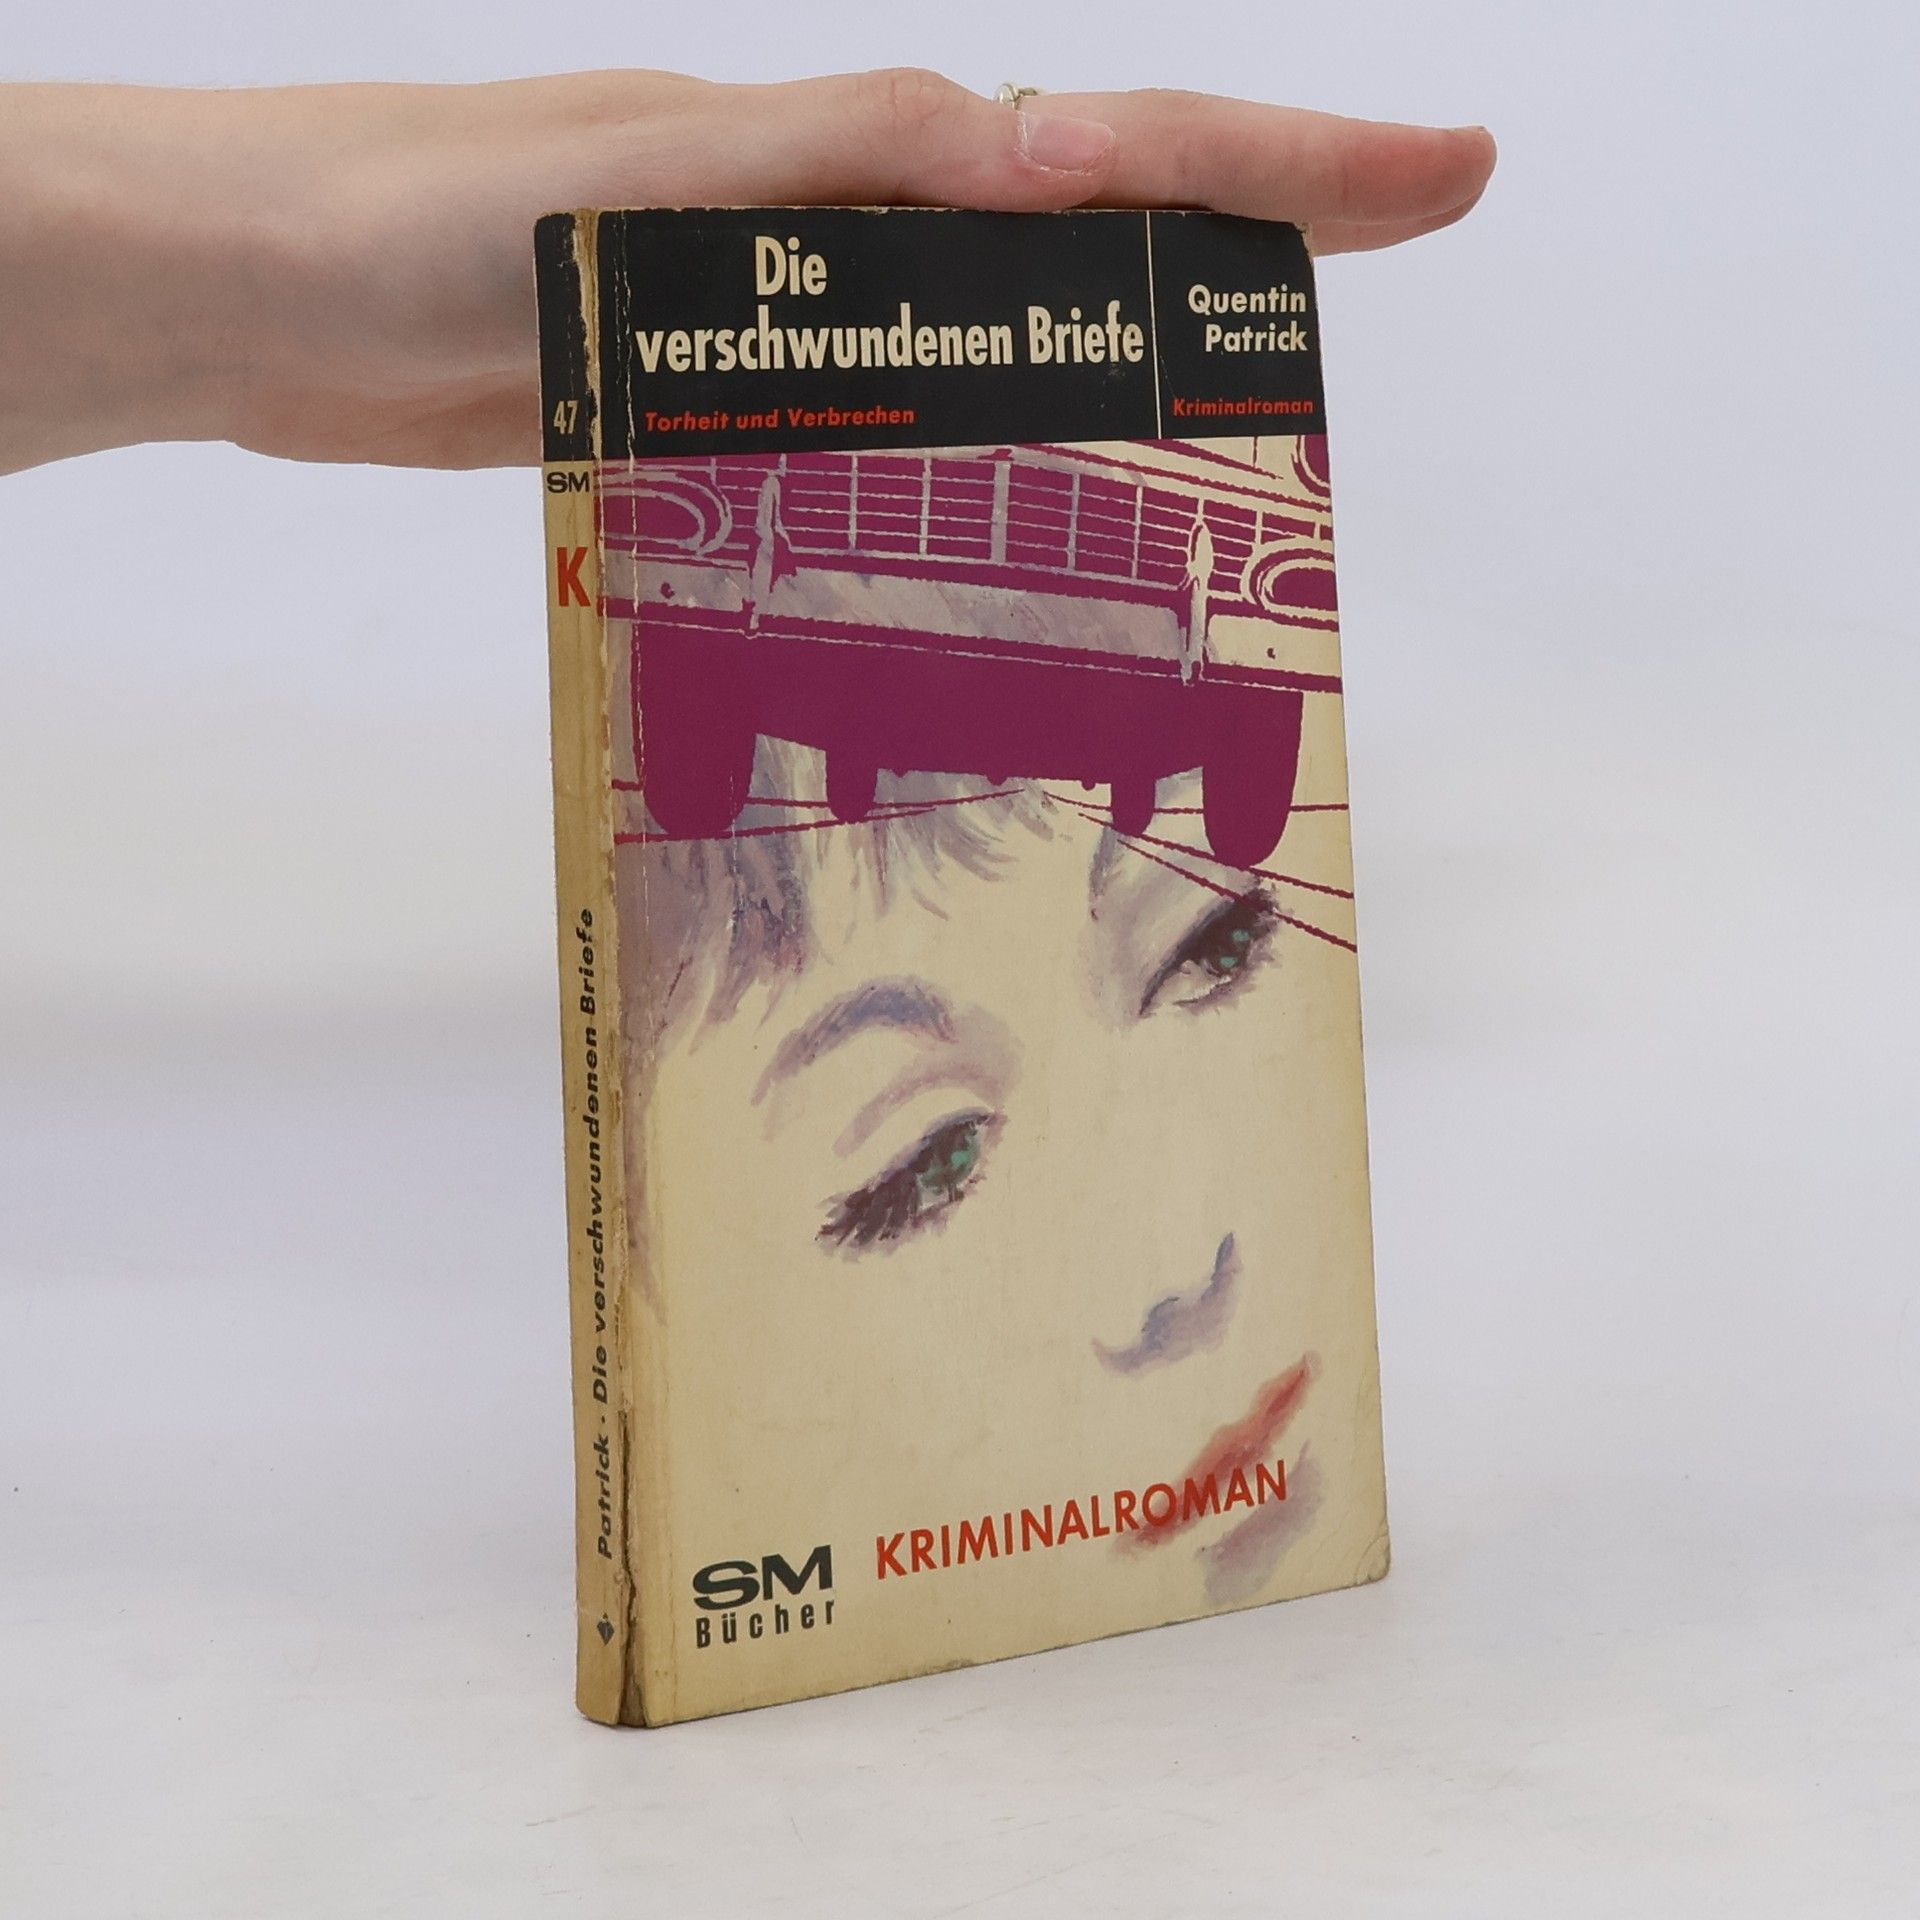 Die
verschwundenen Briefe
Torheit und Verbrechen
Quentin
Patrick
Kriminalroman
47
SM
K
Patrick · Die verschwundenen Briefe
KRIMINALROMAN
SM
Bücher